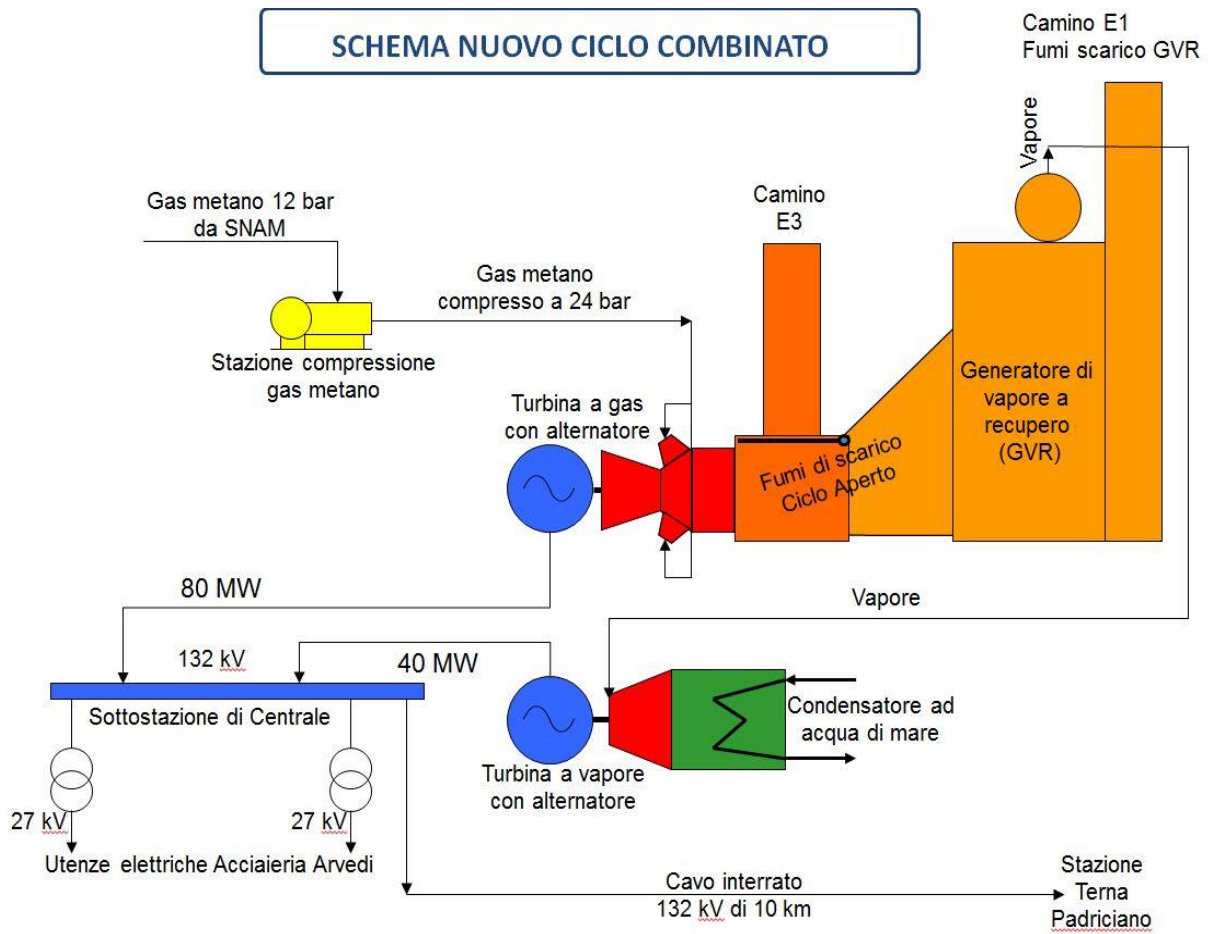 SCHEMA NUOVO CICLO COMBINATO
Camino E1
Fumi scarico GVR
Vapore
Gas metano 12 bar
da SNAM
Camino
E3
Gas metano
compresso a 24 bar
Stazione compressione
gas metano
Turbina a gas
con alternatore
Generatore di
vapore a
recupero
(GVR)
Fumi di scarico
Ciclo Aperto
80 MW
Vapore
132 kV
40 MW
Sottostazione di Centrale
Condensatore ad
acqua di mare
Turbina a vapore
con alternatore
27 kV
27 kV
Utenze elettriche Acciaieria Arvedi
Cavo interrato
132 kV di 10 km
Stazione
Terna
Padriciano